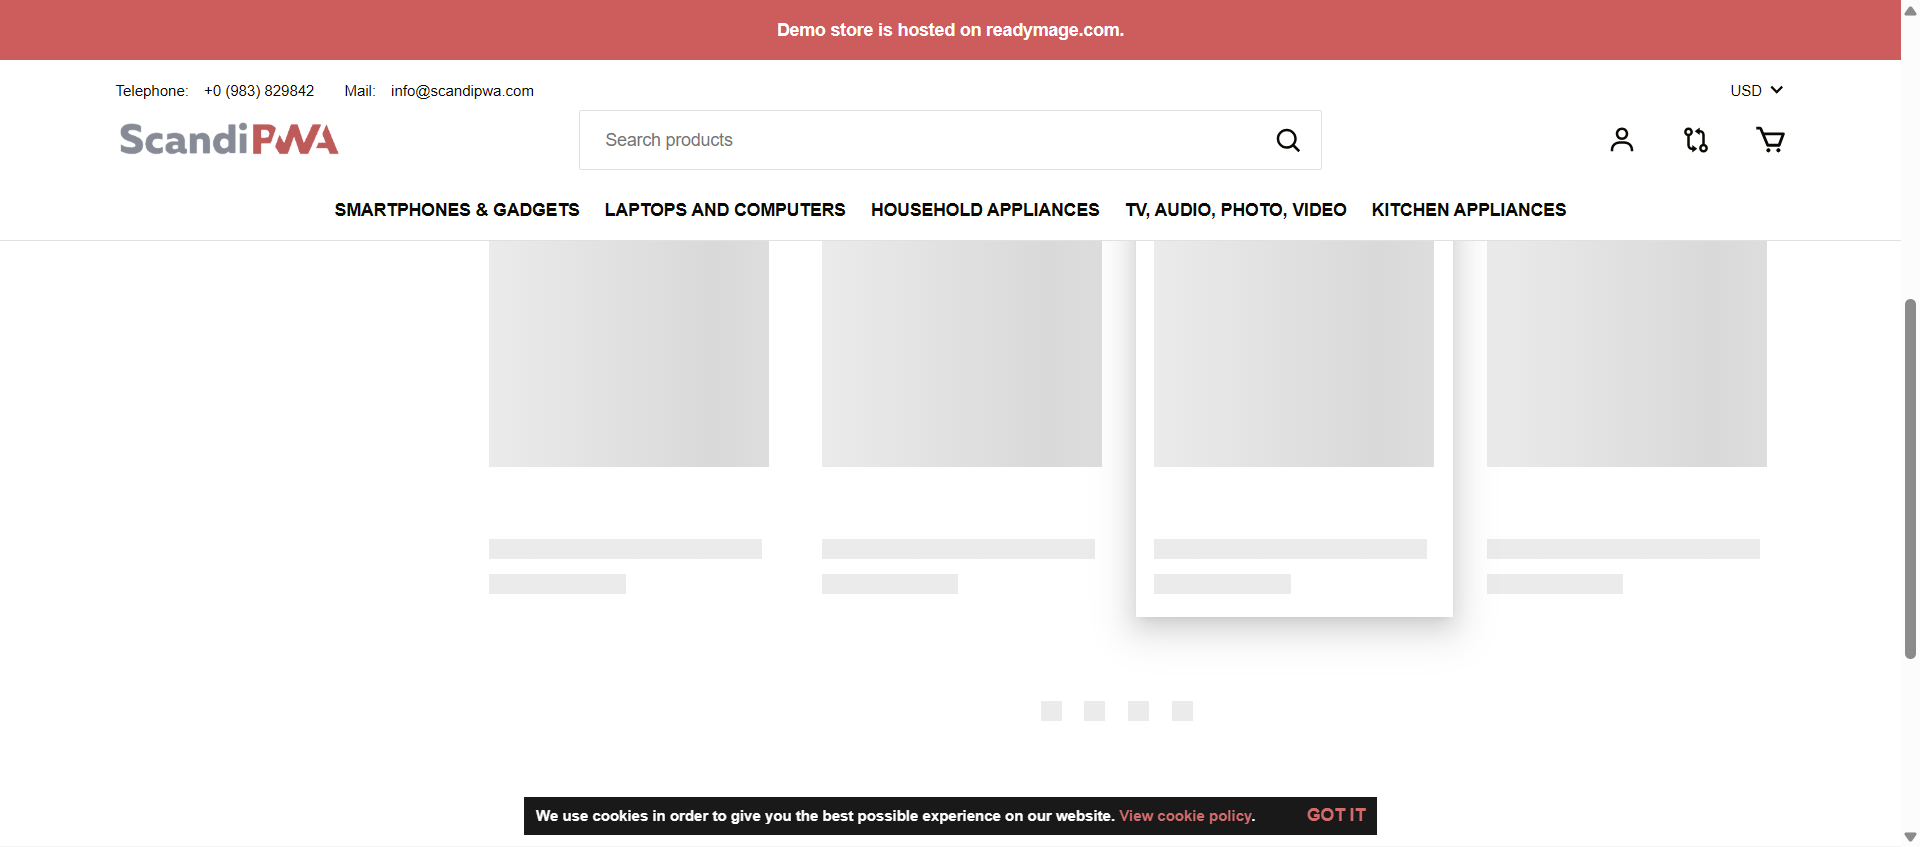 Demo store is hosted on readymage.com.
Telephone: +0 (983) 829842 Mail: info@scandipwa.com USD
ScandiPWA
Search products
SMARTPHONES & GADGETS LAPTOPS AND COMPUTERS HOUSEHOLD APPLIANCES TV, AUDIO, PHOTO, VIDEO KITCHEN APPLIANCES
We use cookies in order to give you the best possible experience on our website. View cookie policy. GOT IT